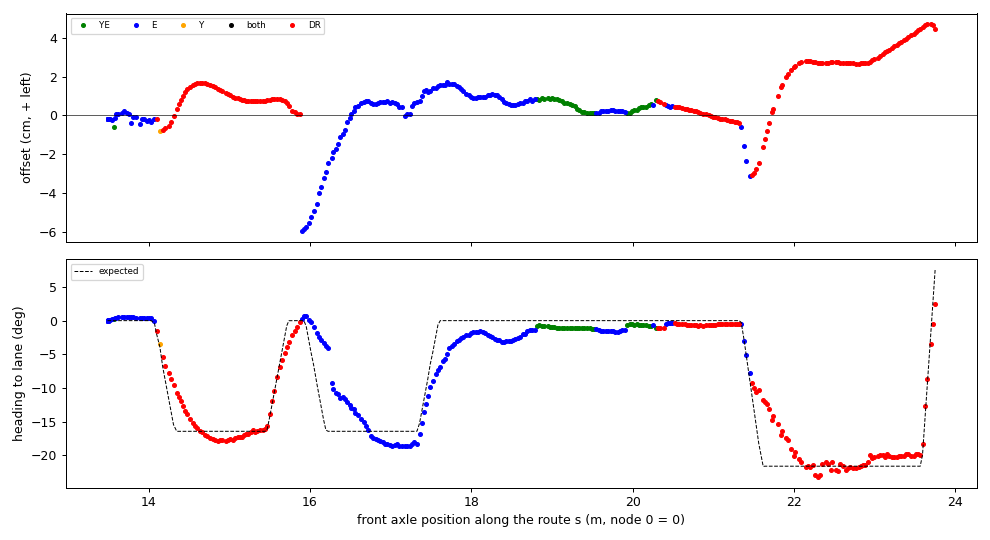 YE E Y both DR
offset (cm, + left)
4
2
0
−2
−4
−6
expected
heading to lane (deg)
5
0
−5
−10
−15
−20
14 16 18 20 22 24
front axle position along the route s (m, node 0 = 0)